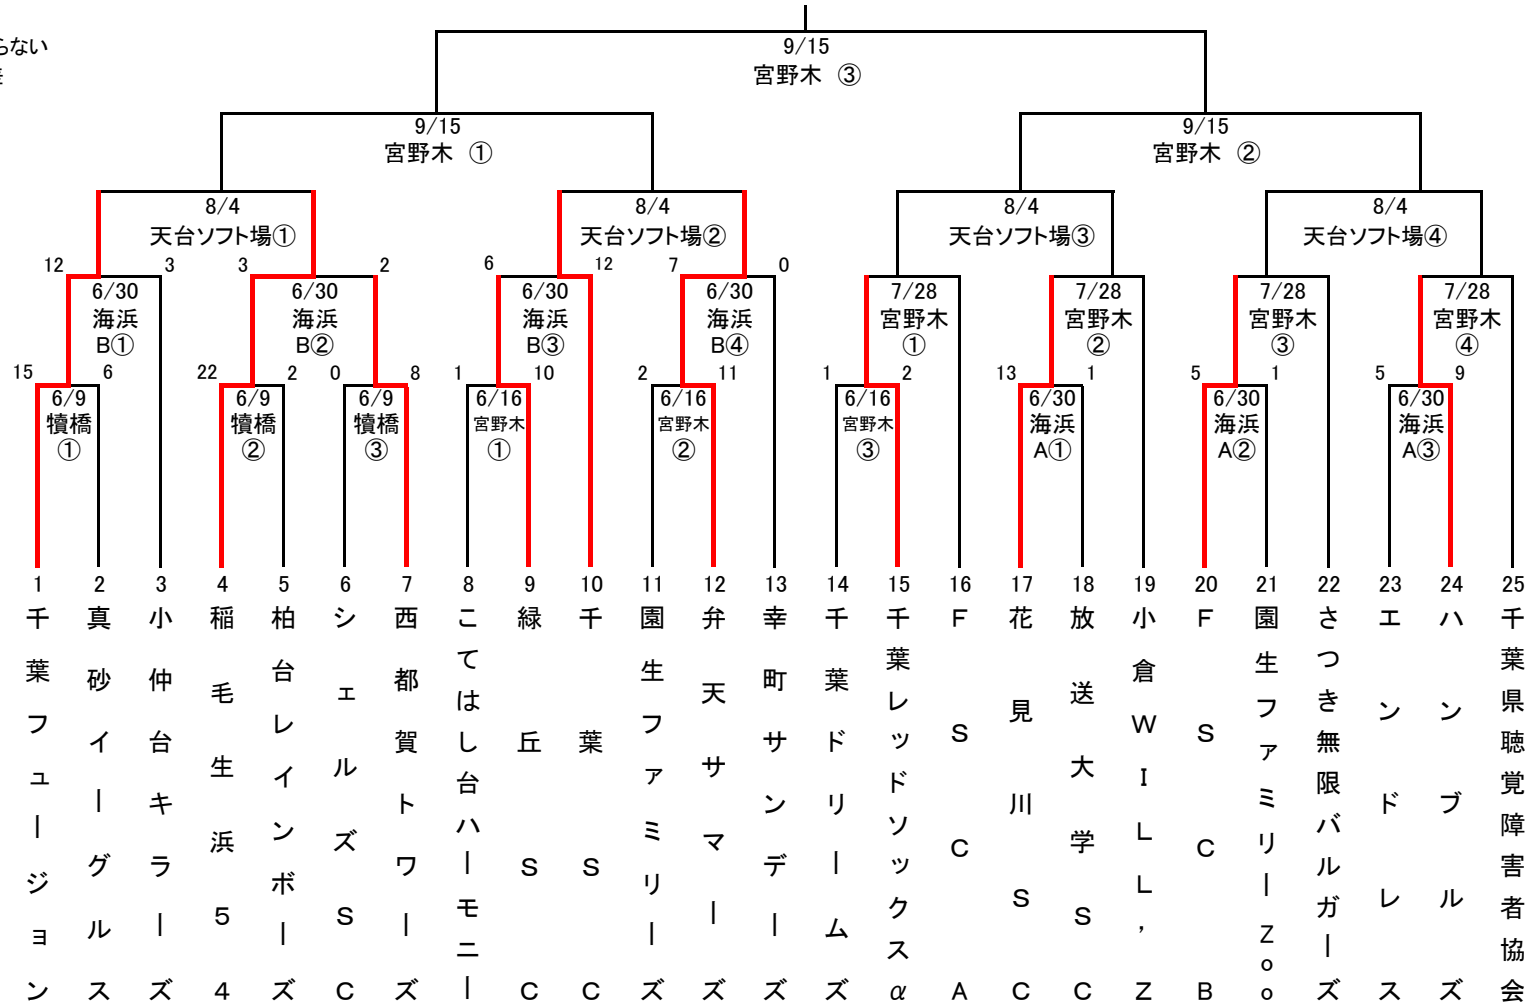 らない
9/15
宮野木 ③
9/15
宮野木 ①
9/15
宮野木 ②
8/4
天台ソフト場①
8/4
天台ソフト場②
8/4
天台ソフト場③
8/4
天台ソフト場④
12 3 3 2 6 12 7 0
6/30
海浜
B①
6/30
海浜
B②
6/30
海浜
B③
6/30
海浜
B④
7/28
宮野木
①
7/28
宮野木
②
7/28
宮野木
③
7/28
宮野木
④
15 6 22 2 0 8 1 10 2 11 1 2 13 1 5 1 5 9
6/9
犢橋
①
6/9
犢橋
②
6/9
犢橋
③
6/16
宮野木
①
6/16
宮野木
②
6/16
宮野木
③
6/30
海浜
A①
6/30
海浜
A②
6/30
海浜
A③
1 千葉フュージョン
2 真砂イーグルス
3 小仲台キラーズ
4 稲毛生浜54
5 柏台レインボーズ
6 シェルズSC
7 西都賀トワーズ
8 こてはし台ハーモニー
9 緑丘SC
10 千葉SC
11 園生ファミリーズ
12 弁天サマーズ
13 幸町サンデーズ
14 千葉ドリームズ
15 千葉レッドソックスα
16 FSCA
17 花見川SC
18 放送大学SC
19 小倉WILL,Z
20 FSCB
21 園生ファミリーZoo
22 さつき無限バルガーズ
23 エンドレス
24 ハンブルズ
25 千葉県聴覚障害者協会